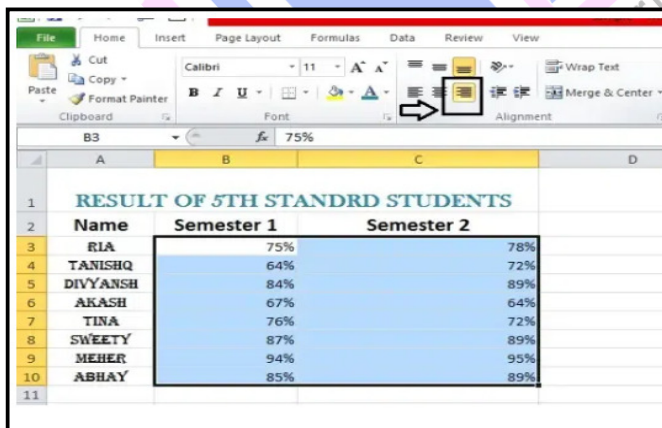 File Home Insert Page Layout Formulas Data Review View
Cut
Calibri 11 A A Wrap Text
Copy
Paste
Format Painter B I U A Merge & Center
Clipboard Font Alignment
B3 fx 75%
A B C D
1 RESULT OF 5TH STANDRD STUDENTS
2 Name Semester 1 Semester 2
3 RIA 75% 78%
4 TANISHQ 64% 72%
5 DIVYANSH 84% 89%
6 AKASH 67% 64%
7 TINA 76% 72%
8 SWEETY 87% 89%
9 MEHER 94% 95%
10 ABHAY 85% 89%
11